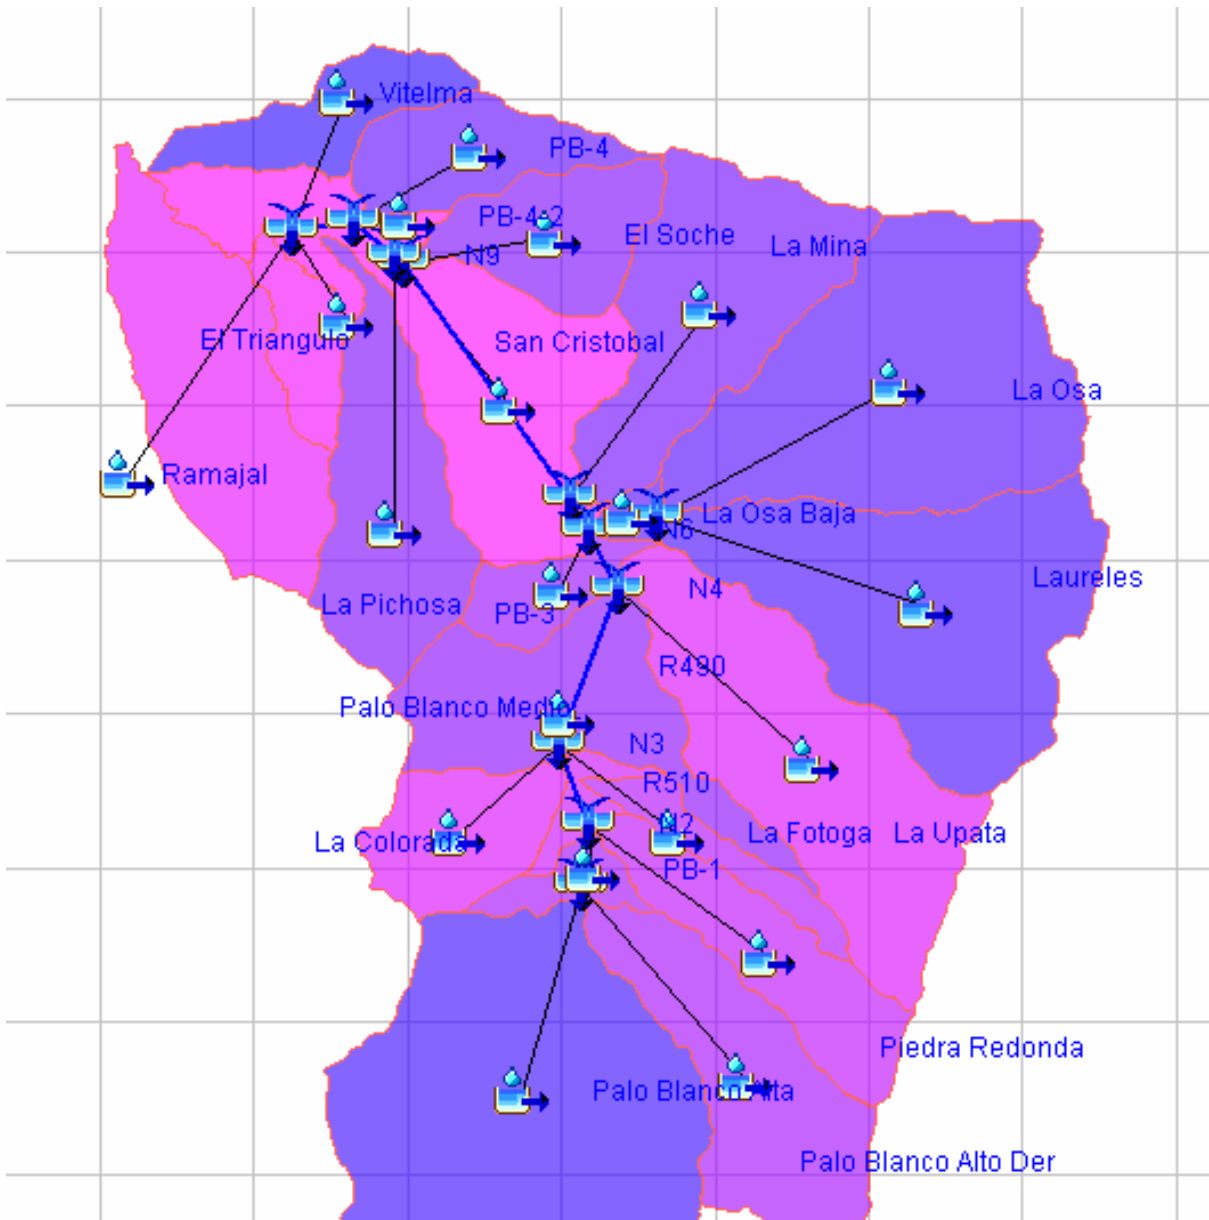 Vitelma
PB-4
PB-4-2
El Soche
La Mina
N9
El Triangulo
San Cristobal
La Osa
Ramajal
La Osa Baja
N6
Laureles
N4
La Pichosa
PB-3
R490
Palo Blanco Medio
N3
R510
N2
La Fotoga
La Upata
La Colorada
PB-1
Piedra Redonda
Palo Blanco Alta
Palo Blanco Alto Der